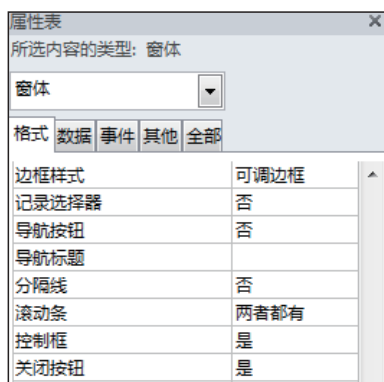 属性表
所选内容的类型: 窗体
窗体
格式 数据 事件 其他 全部
边框样式 可调边框
记录选择器 否
导航按钮 否
导航标题
分隔线 否
滚动条 两者都有
控制框 是
关闭按钮 是